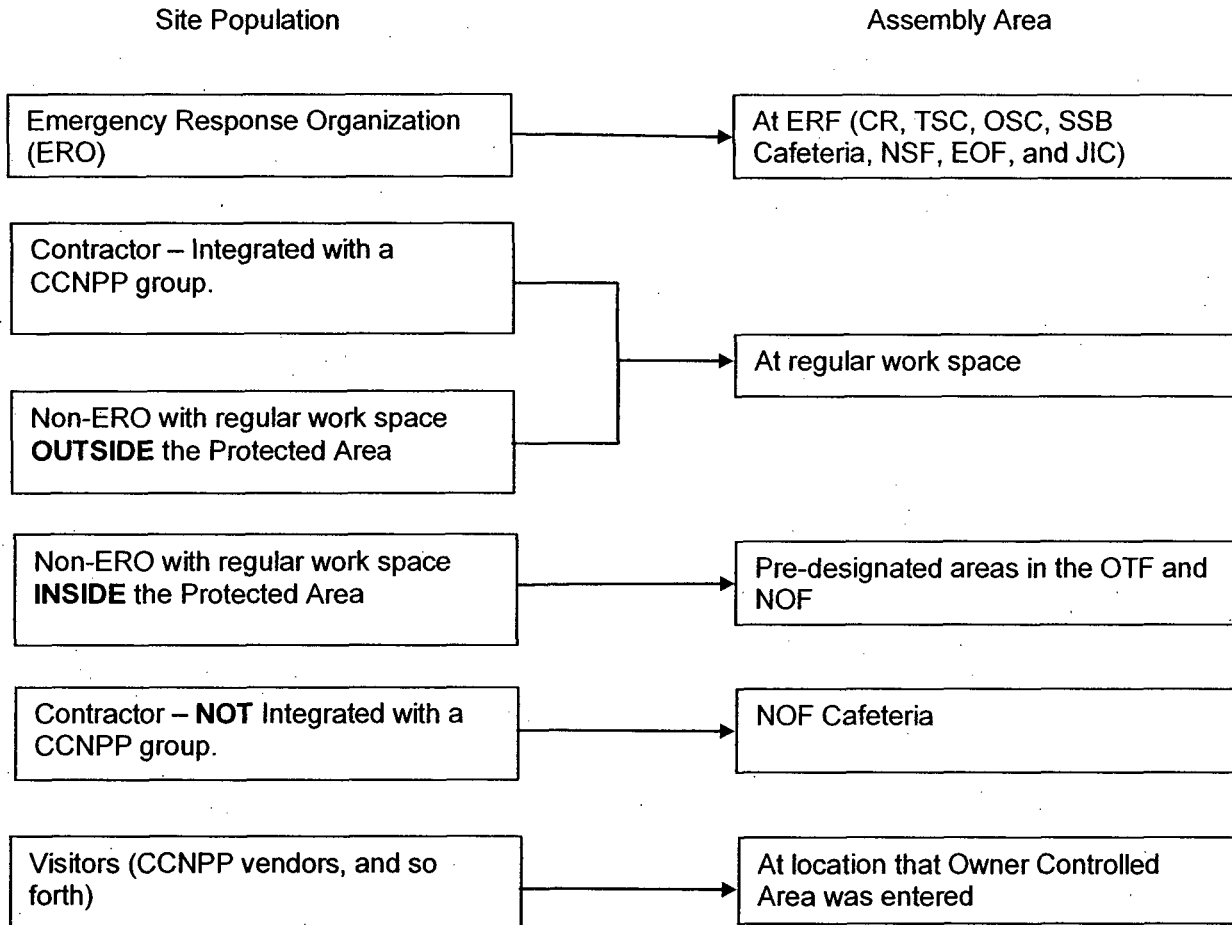 Site Population
Assembly Area
Emergency Response Organization
(ERO)
At ERF (CR, TSC, OSC, SSB
Cafeteria, NSF, EOF, and JIC)
Contractor – Integrated with a
CCNPP group.
At regular work space
Non-ERO with regular work space
OUTSIDE the Protected Area
Non-ERO with regular work space
INSIDE the Protected Area
Pre-designated areas in the OTF and
NOF
Contractor – NOT Integrated with a
CCNPP group.
NOF Cafeteria
Visitors (CCNPP vendors, and so
forth)
At location that Owner Controlled
Area was entered